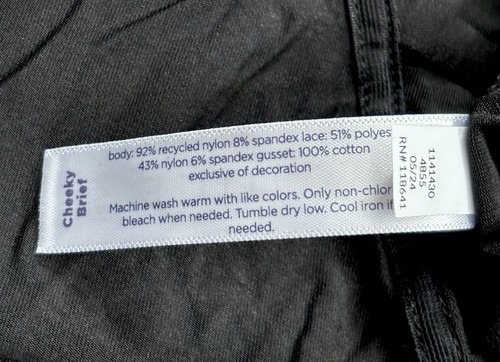 Cheeky
Brief
body: 92% recycled nylon 8% spandex lace: 51% polyes
43% nylon 6% spandex gusset: 100% cotton
exclusive of decoration
Machine wash warm with like colors. Only non-chlor
bleach when needed. Tumble dry low. Cool iron if
needed.
1141430
4B55
05/24
RN# 118641